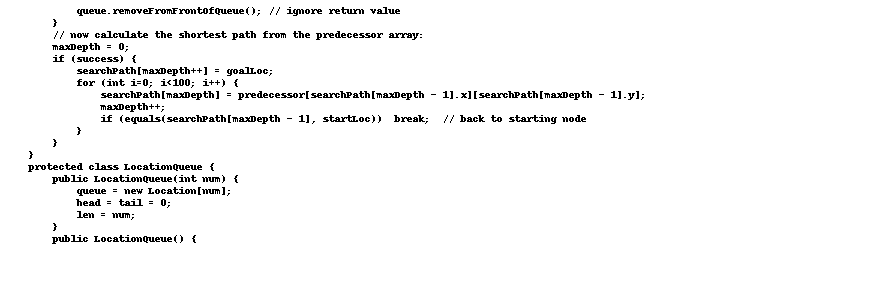 queue.removeFromFrontOfQueue(); // ignore return value
}
// now calculate the shortest path from the predecessor array:
maxDepth = 0;
if (success) {
searchPath[maxDepth++] = goalLoc;
for (int i=0; i<100; i++) {
searchPath[maxDepth] = predecessor[searchPath[maxDepth - 1].x][searchPath[maxDepth - 1].y];
maxDepth++;
if (equals(searchPath[maxDepth - 1], startLoc))  break;  // back to starting node
}
}
}
protected class LocationQueue {
public LocationQueue(int num) {
queue = new Location[num];
head = tail = 0;
len = num;
}
public LocationQueue() {